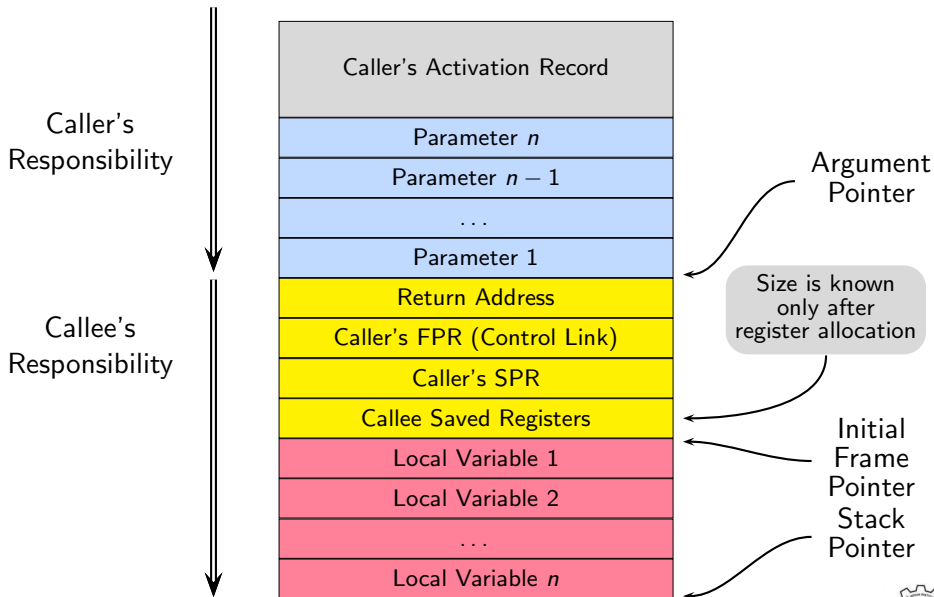 Caller's Activation Record
Parameter n
Parameter n − 1
. . .
Parameter 1
Return Address
Caller's FPR (Control Link)
Caller's SPR
Callee Saved Registers
Local Variable 1
Local Variable 2
. . .
Local Variable n
Caller's
Responsibility
Callee's
Responsibility
Argument
Pointer
Size is known
only after
register allocation
Initial
Frame
Pointer
Stack
Pointer